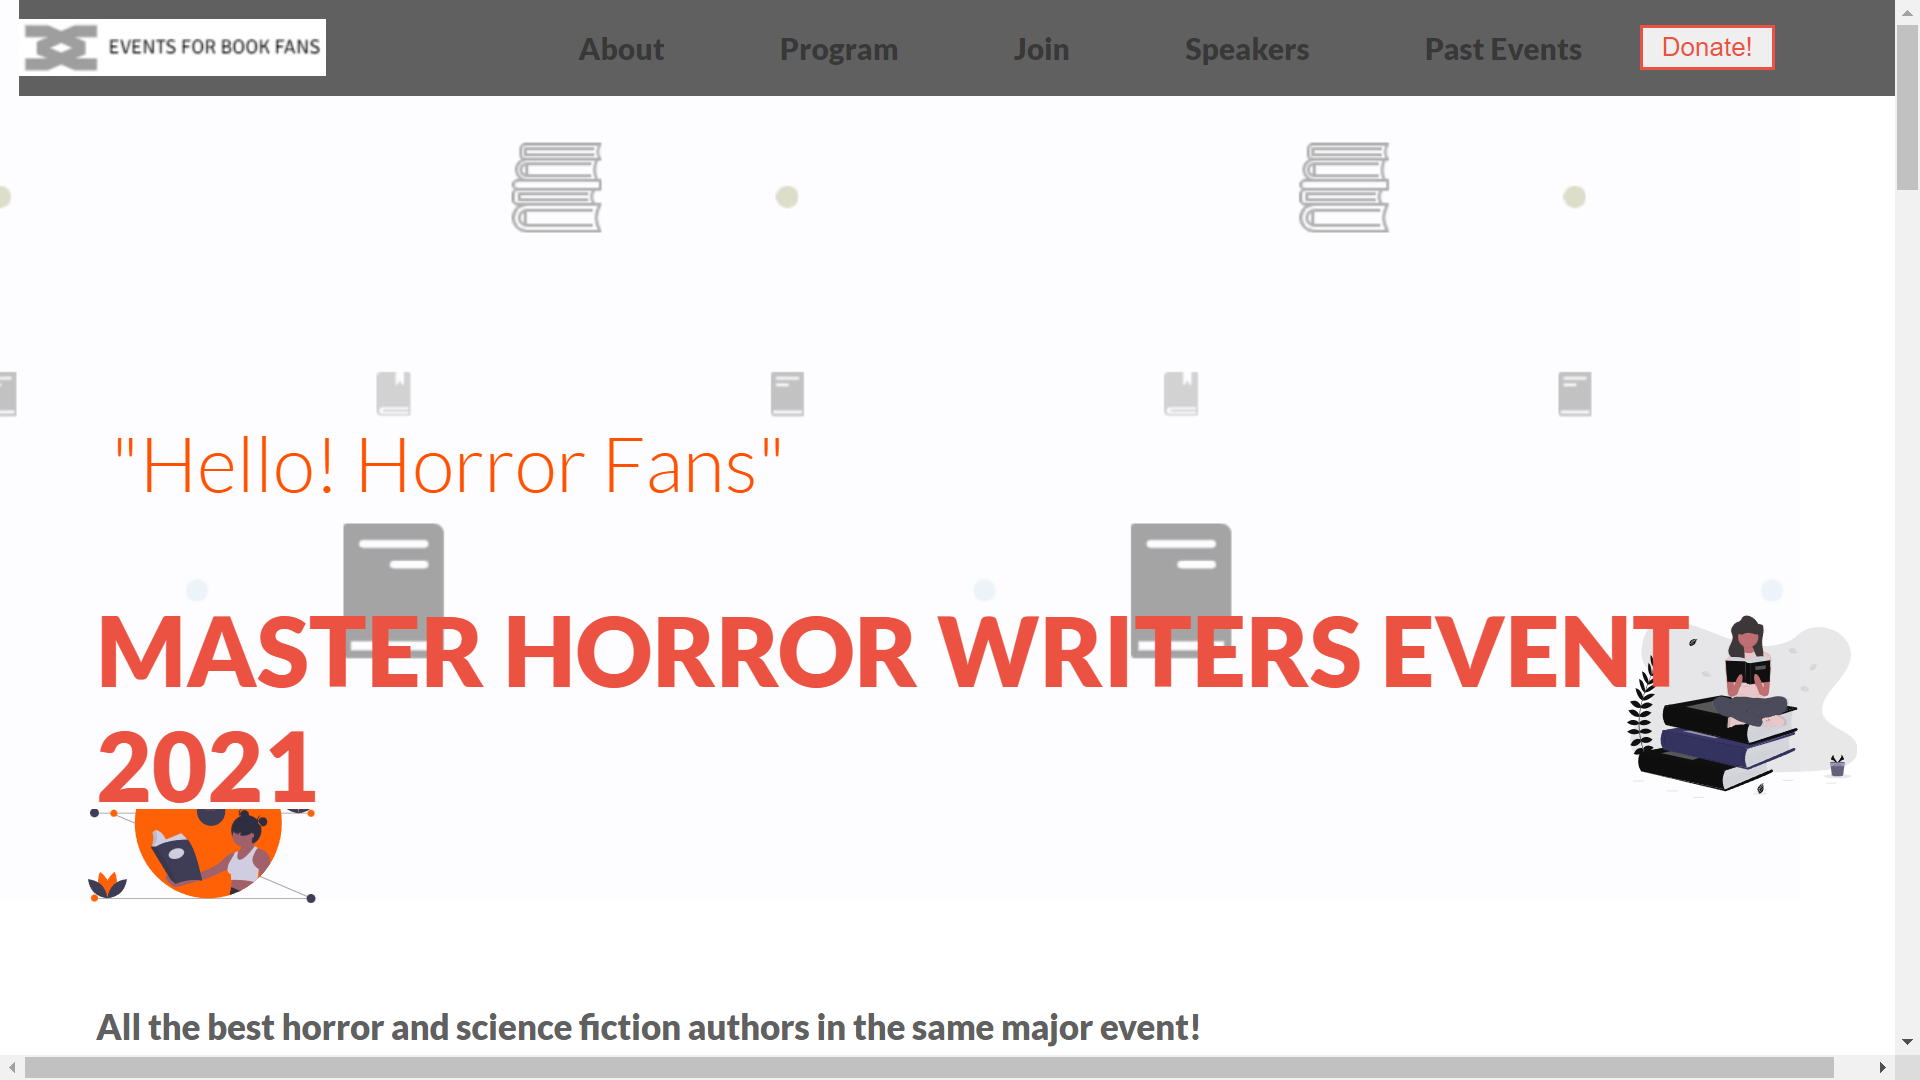 EVENTS FOR BOOK FANS
About
Program
Join
Speakers
Past Events
Donate!
"Hello! Horror Fans"
MASTER HORROR WRITERS EVENT
2021
All the best horror and science fiction authors in the same major event!